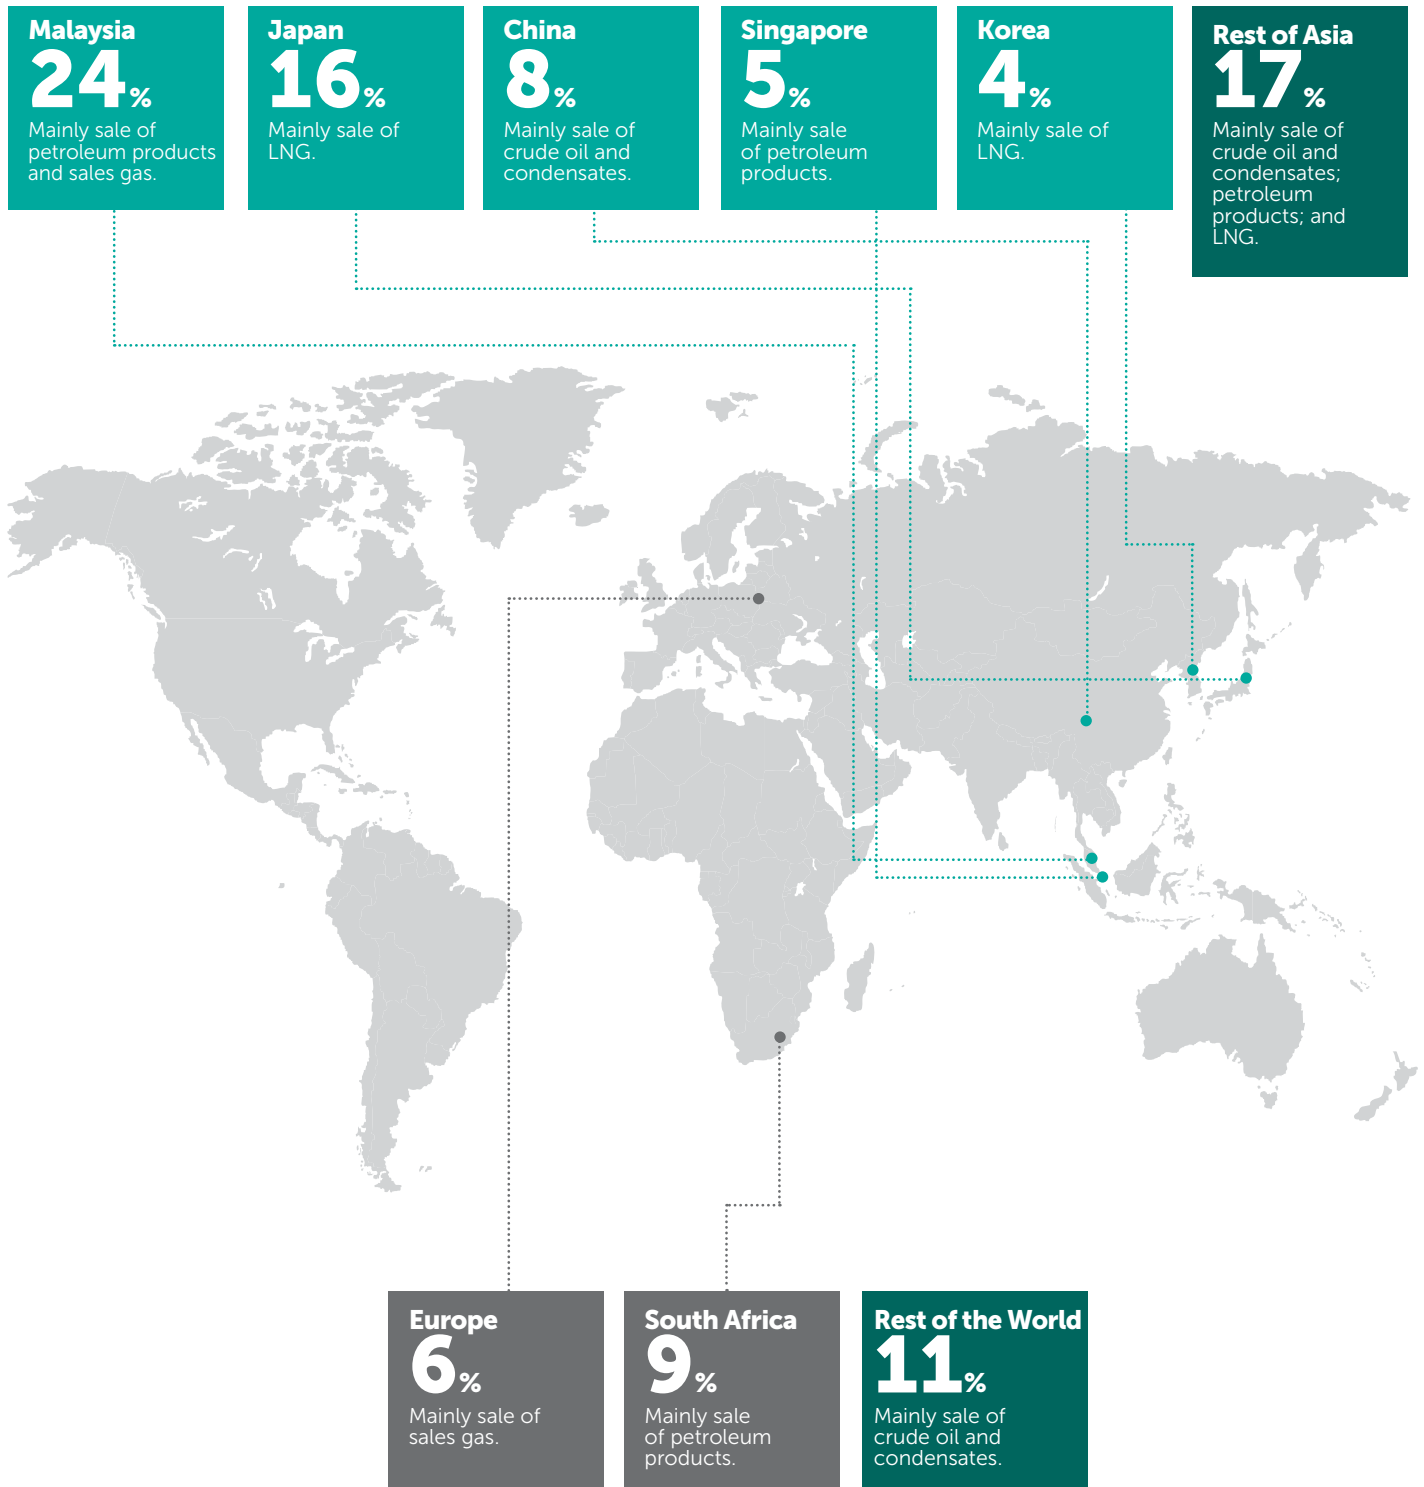 Malaysia
24%
Mainly sale of
petroleum products
and sales gas.
Japan
16%
Mainly sale of
LNG.
China
8%
Mainly sale of
crude oil and
condensates.
Singapore
5%
Mainly sale
of petroleum
products.
Korea
4%
Mainly sale of
LNG.
Rest of Asia
17%
Mainly sale of
crude oil and
condensates;
petroleum
products; and
LNG.
Europe
6%
Mainly sale of
sales gas.
South Africa
9%
Mainly sale
of petroleum
products.
Rest of the World
11%
Mainly sale of
crude oil and
condensates.